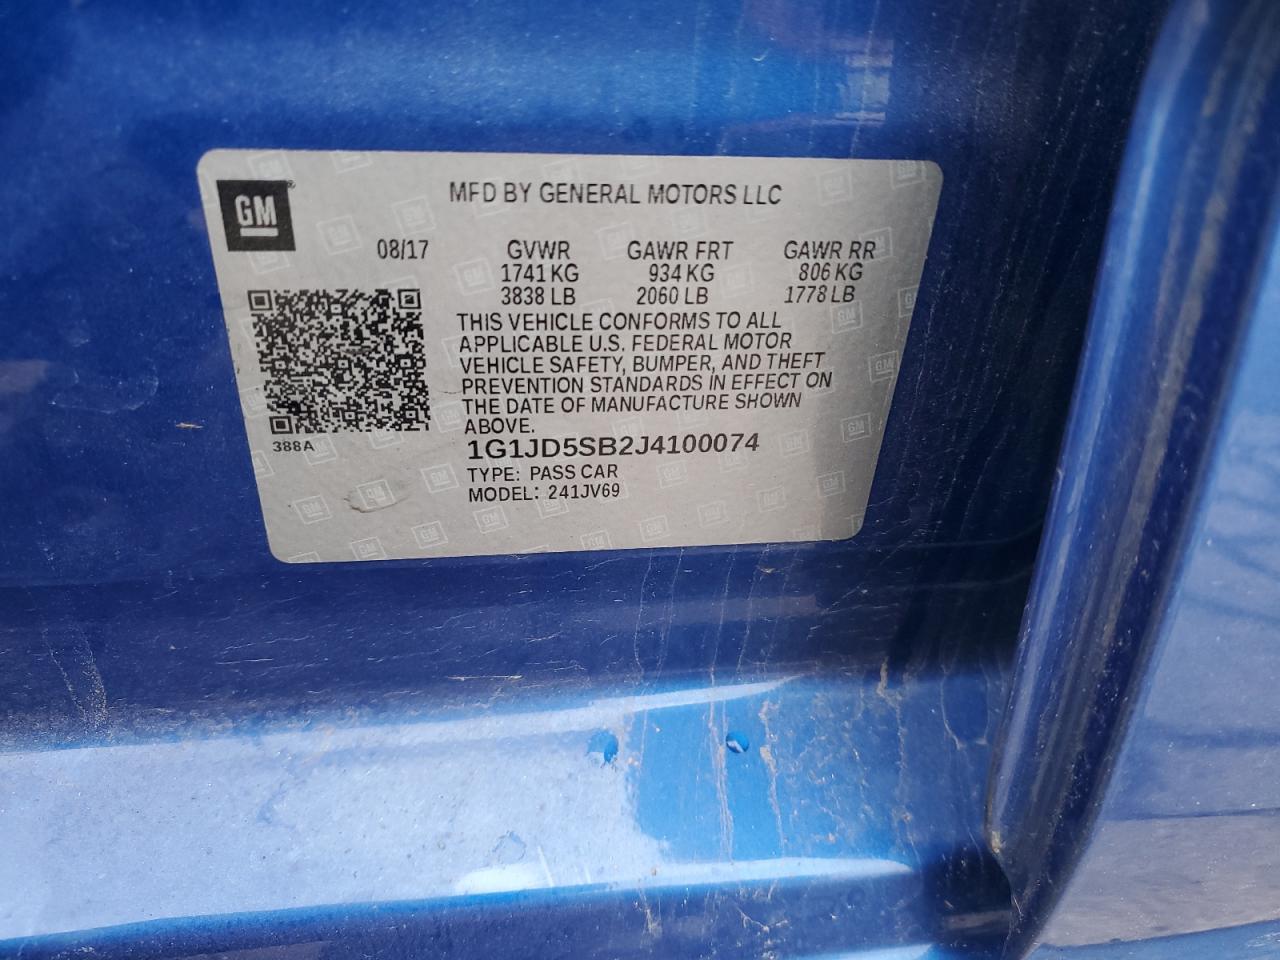 GM
MFD BY GENERAL MOTORS LLC
08/17 GVWR GAWR FRT GAWR RR
1741 KG 934 KG 806 KG
3838 LB 2060 LB 1778 LB
THIS VEHICLE CONFORMS TO ALL
APPLICABLE U.S. FEDERAL MOTOR
VEHICLE SAFETY, BUMPER, AND THEFT
PREVENTION STANDARDS IN EFFECT ON
THE DATE OF MANUFACTURE SHOWN
ABOVE.
388A
1G1JD5SB2J4100074
TYPE: PASS CAR
MODEL: 241JV69